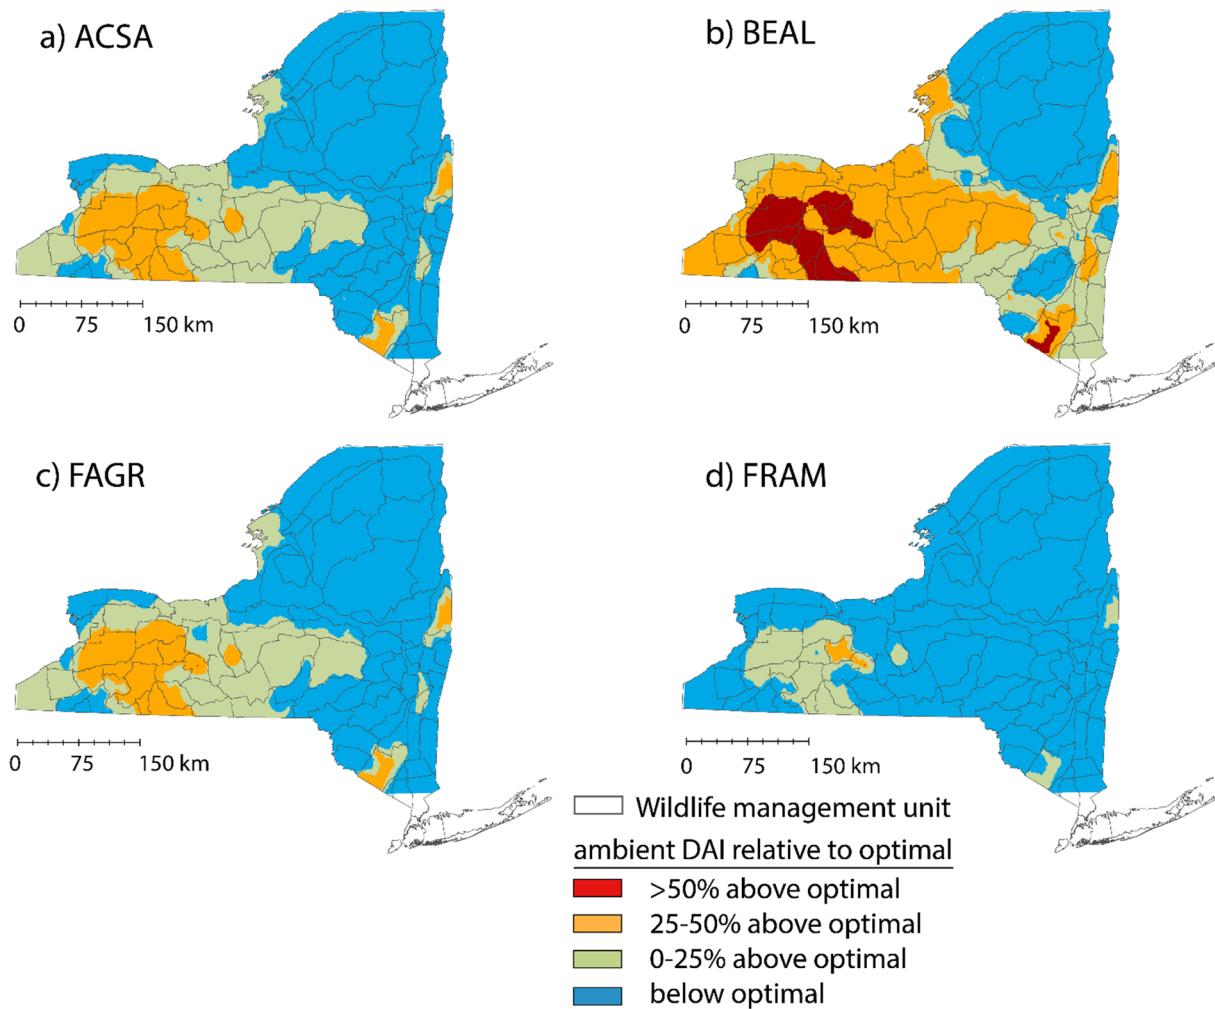 a) ACSA
b) BEAL
0 75 150 km
0 75 150 km
c) FAGR
d) FRAM
0 75 150 km
0 75 150 km
Wildlife management unit
ambient DAI relative to optimal
>50% above optimal
25-50% above optimal
0-25% above optimal
below optimal